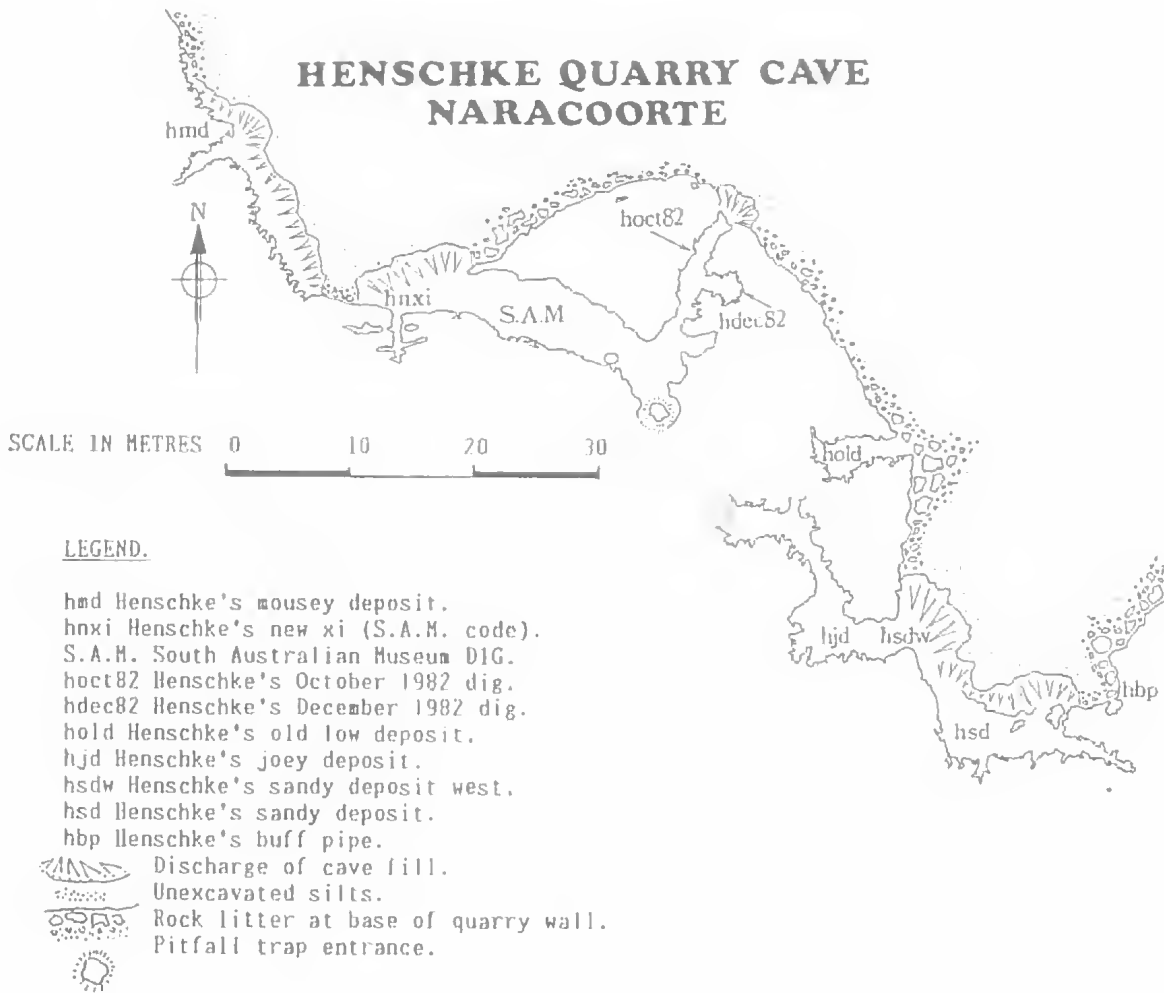 HENSCHKE QUARRY CAVE
NARACOORTE
hmd
N
hoct82
hnxi
S.A.M
hdec82
SCALE IN METRES 0 10 20 30
hold
LEGEND.
hmd Henschke's mousey deposit.
hnxi Henschke's new xi (S.A.M. code).
S.A.M. South Australian Museum DIG.
hoct82 Henschke's October 1982 dig.
hdec82 Henschke's December 1982 dig.
hold Henschke's old low deposit.
hjd Henschke's joey deposit.
hsdw Henschke's sandy deposit west.
hsd Henschke's sandy deposit.
hbp Henschke's buff pipe.
Discharge of cave fill.
Unexcavated silts.
Rock litter at base of quarry wall.
Pitfall trap entrance.
hjd
hsdw
hbp
hsd